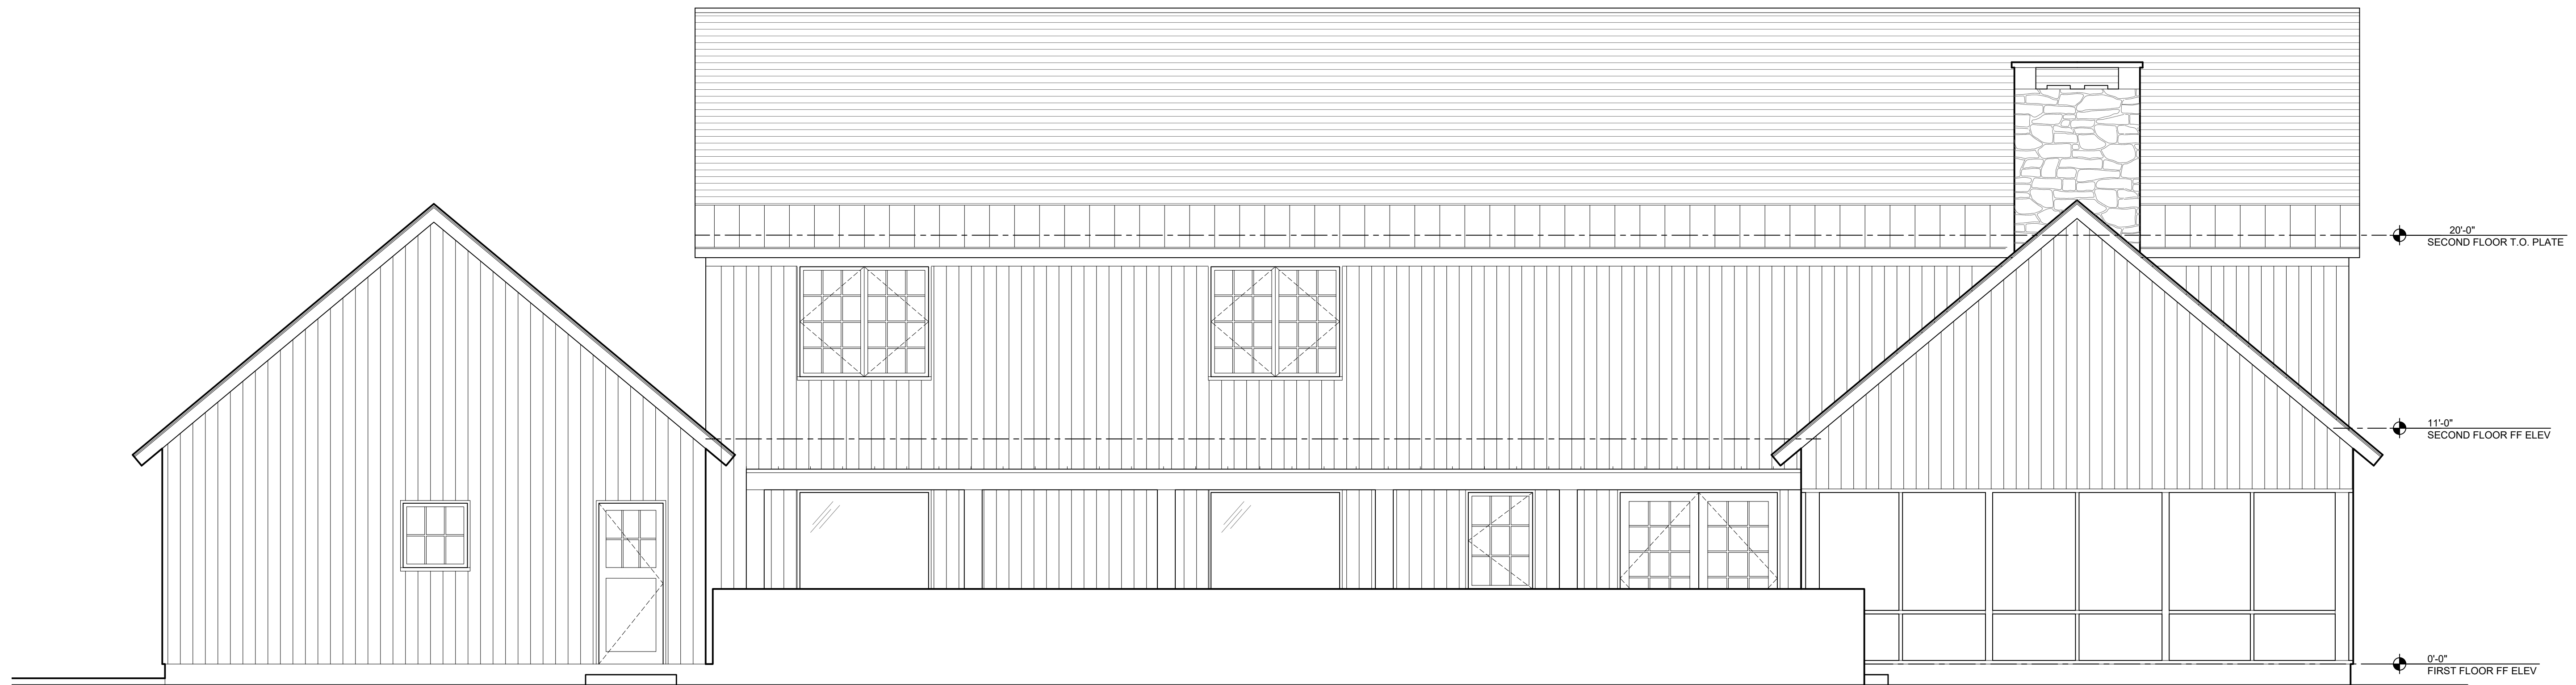 20'-0"
SECOND FLOOR T.O. PLATE
11'-0"
SECOND FLOOR FF ELEV
0'-0"
FIRST FLOOR FF ELEV